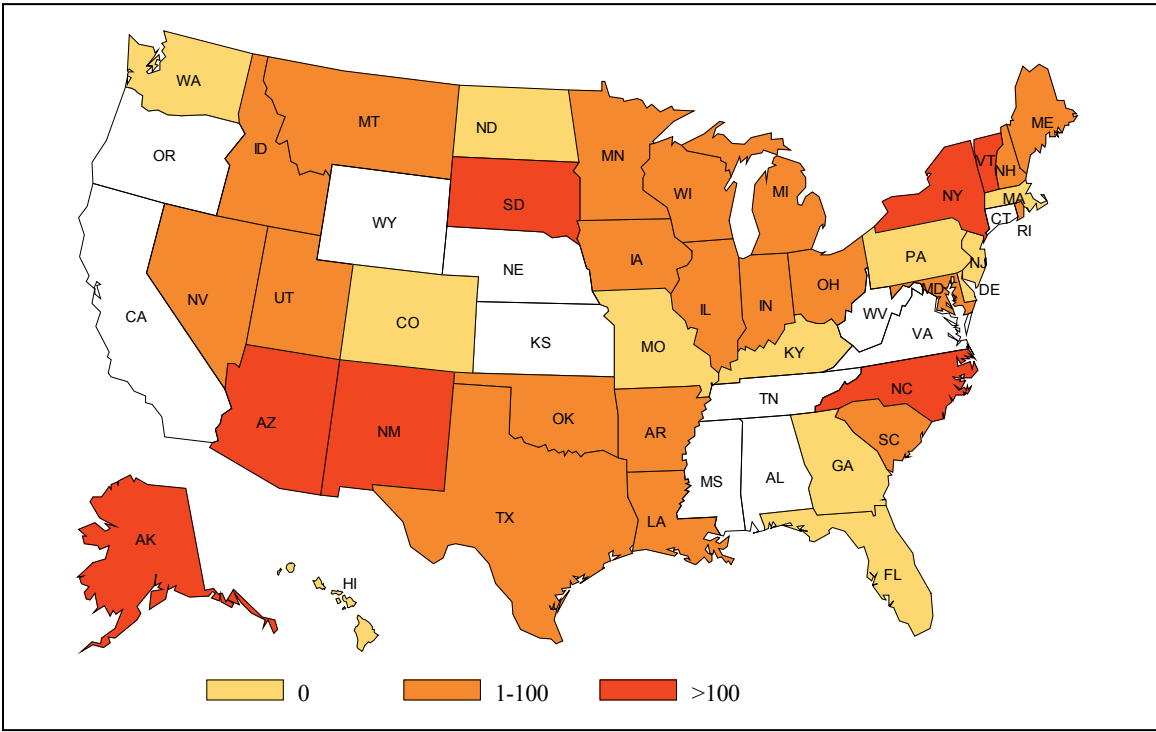 WA
MT
ND
ME
OR
ID
MN
VT
NH
WI
MI
SD
NY
MA
WY
CT
RI
IA
PA
NE
NJ
OH
NV
UT
IL
IN
MD
DE
CA
CO
WV
KS
MO
KY
VA
TN
NC
AZ
NM
OK
AR
SC
GA
MS
AL
TX
LA
AK
HI
FL
0
1-100
>100